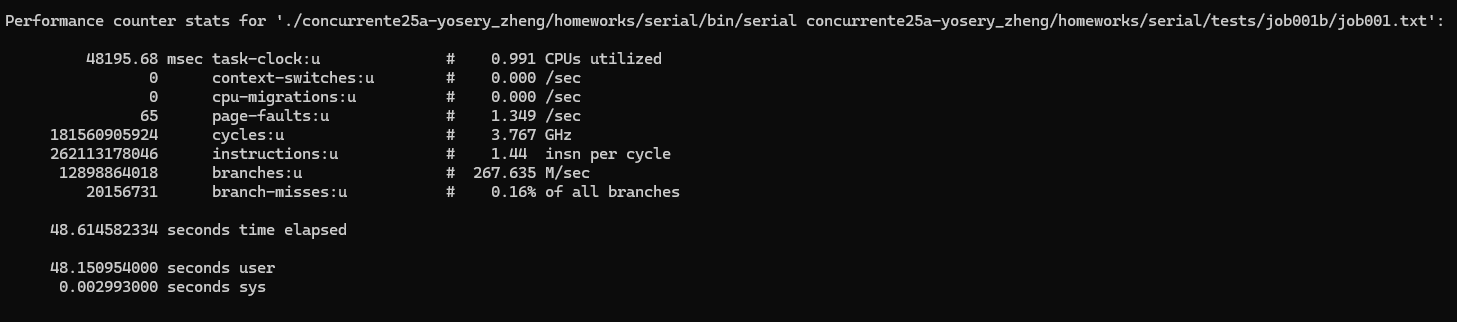 Performance counter stats for './concurrente25a-yosery_zheng/homeworks/serial/bin/serial concurrente25a-yosery_zheng/homeworks/serial/tests/job001b/job001.txt':
48195.68 msec task-clock:u # 0.991 CPUs utilized
0 context-switches:u # 0.000 /sec
0 cpu-migrations:u # 0.000 /sec
65 page-faults:u # 1.349 /sec
181560905924 cycles:u # 3.767 GHz
262113178046 instructions:u # 1.44 insn per cycle
12898864018 branches:u # 267.635 M/sec
20156731 branch-misses:u # 0.16% of all branches
48.614582334 seconds time elapsed
48.150954000 seconds user
0.002993000 seconds sys